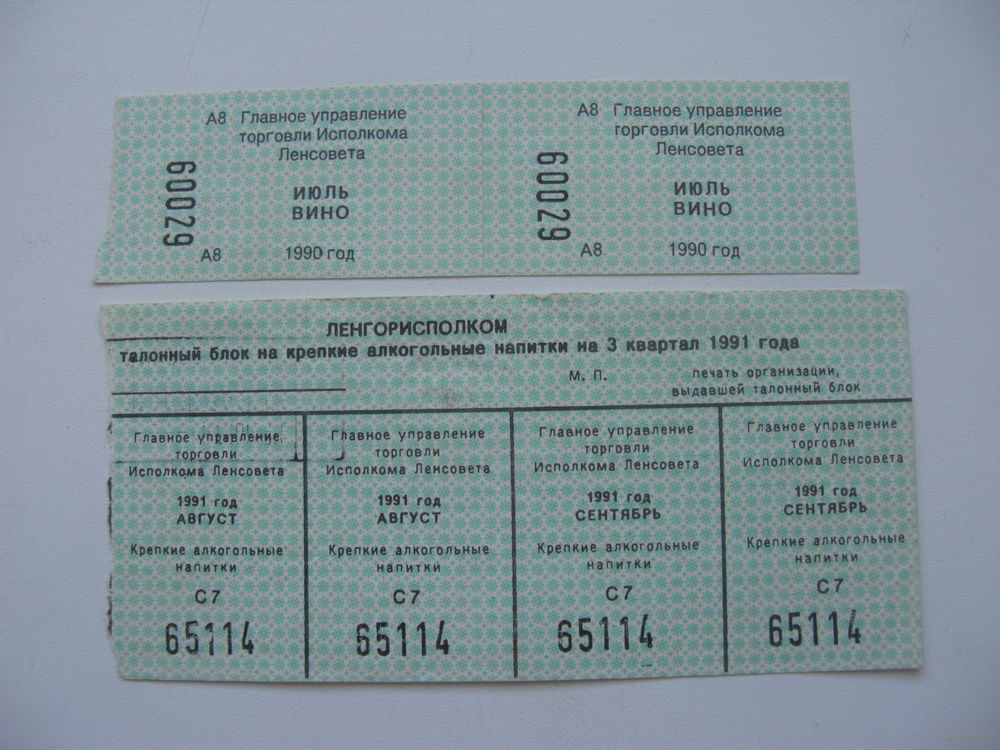 А8 Главное управление
торговли Исполкома
Ленсовета
60029
ИЮЛЬ
ВИНО
А8
1990 год
А8 Главное управление
торговли Исполкома
Ленсовета
60029
ИЮЛЬ
ВИНО
А8
1990 год
ЛЕНГОРИСПОЛКОМ
талонный блок на крепкие алкогольные напитки на 3 квартал 1991 года
М. П.
печать организации,
выдавшей талонный блок
Главное управление
торговли
Исполкома Ленсовета
1991 год
АВГУСТ
Крепкие алкогольные
напитки
С7
65114
Главное управление
торговли
Исполкома Ленсовета
1991 год
АВГУСТ
Крепкие алкогольные
напитки
С7
65114
Главное управление
торговли
Исполкома Ленсовета
1991 год
СЕНТЯБРЬ
Крепкие алкогольные
напитки
С7
65114
Главное управление
торговли
Исполкома Ленсовета
1991 год
СЕНТЯБРЬ
Крепкие алкогольные
напитки
С7
65114